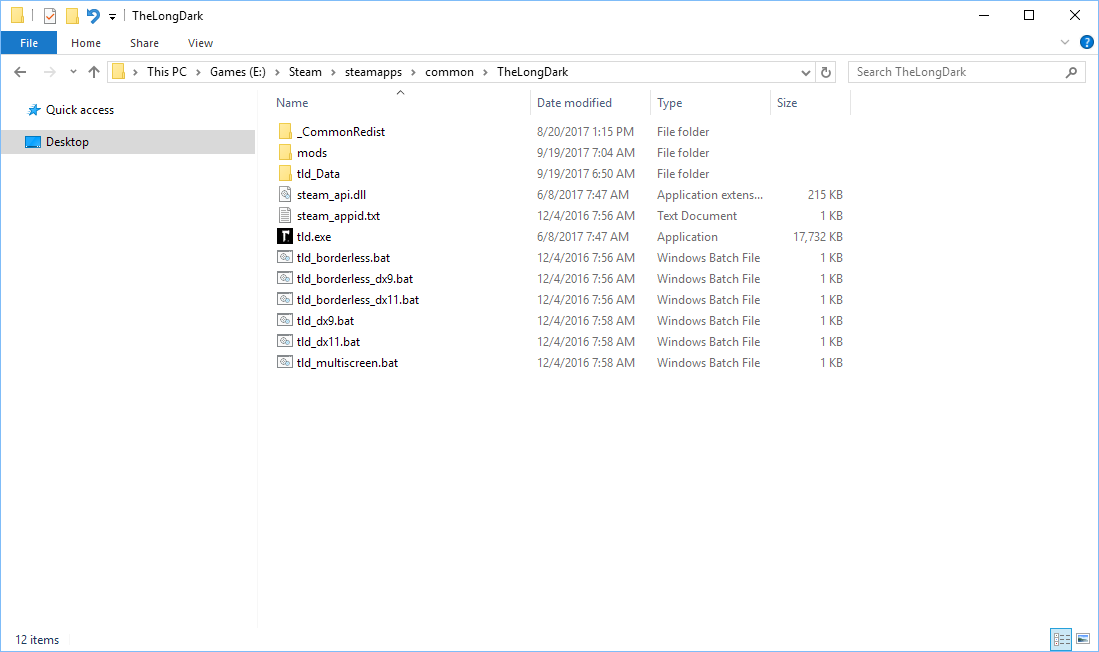 TheLongDark
File Home Share View
This PC Games (E:) Steam steamapps common TheLongDark Search TheLongDark
Quick access
Desktop
Name Date modified Type Size
_CommonRedist 8/20/2017 1:15 PM File folder
mods 9/19/2017 7:04 AM File folder
tld_Data 9/19/2017 6:50 AM File folder
steam_api.dll 6/8/2017 7:47 AM Application extens... 215 KB
steam_appid.txt 12/4/2016 7:56 AM Text Document 1 KB
tld.exe 6/8/2017 7:47 AM Application 17,732 KB
tld_borderless.bat 12/4/2016 7:56 AM Windows Batch File 1 KB
tld_borderless_dx9.bat 12/4/2016 7:56 AM Windows Batch File 1 KB
tld_borderless_dx11.bat 12/4/2016 7:56 AM Windows Batch File 1 KB
tld_dx9.bat 12/4/2016 7:58 AM Windows Batch File 1 KB
tld_dx11.bat 12/4/2016 7:58 AM Windows Batch File 1 KB
tld_multiscreen.bat 12/4/2016 7:58 AM Windows Batch File 1 KB
12 items